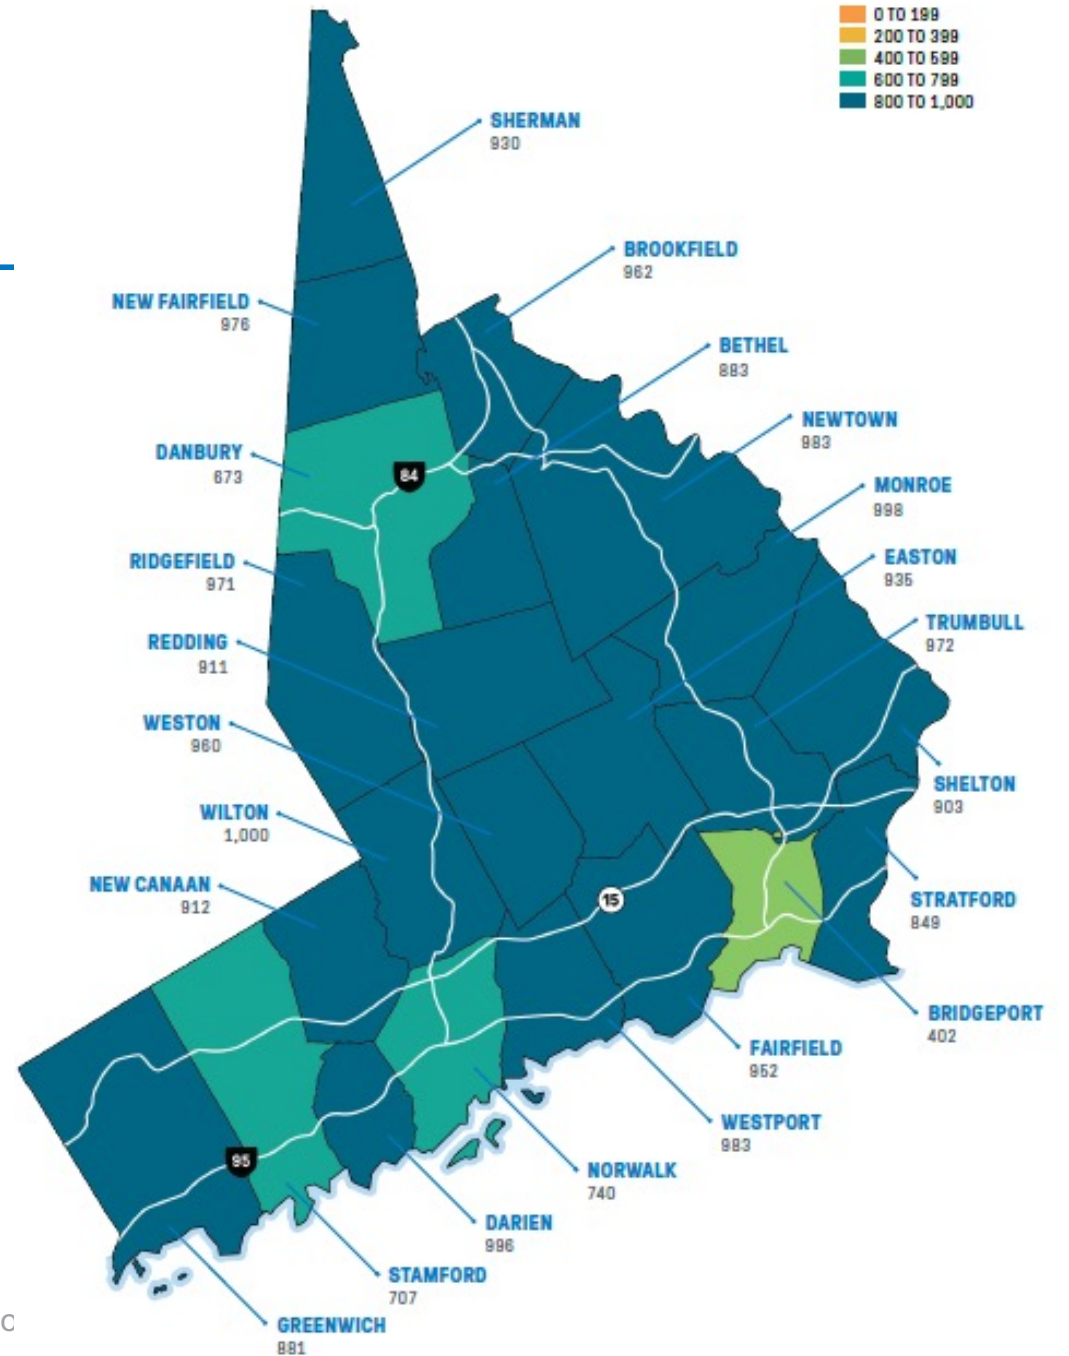 0 TO 199
200 TO 399
400 TO 599
600 TO 799
800 TO 1,000
SHERMAN
930
BROOKFIELD
962
NEW FAIRFIELD
976
BETHEL
883
NEWTOWN
983
DANBURY
673
84
MONROE
998
RIDGEFIELD
971
EASTON
935
REDDING
911
TRUMBULL
972
WESTON
960
SHELTON
903
WILTON
1,000
NEW CANAAN
912
15
STRATFORD
849
BRIDGEPORT
402
FAIRFIELD
952
WESTPORT
983
95
NORWALK
740
DARIEN
996
STAMFORD
707
GREENWICH
881